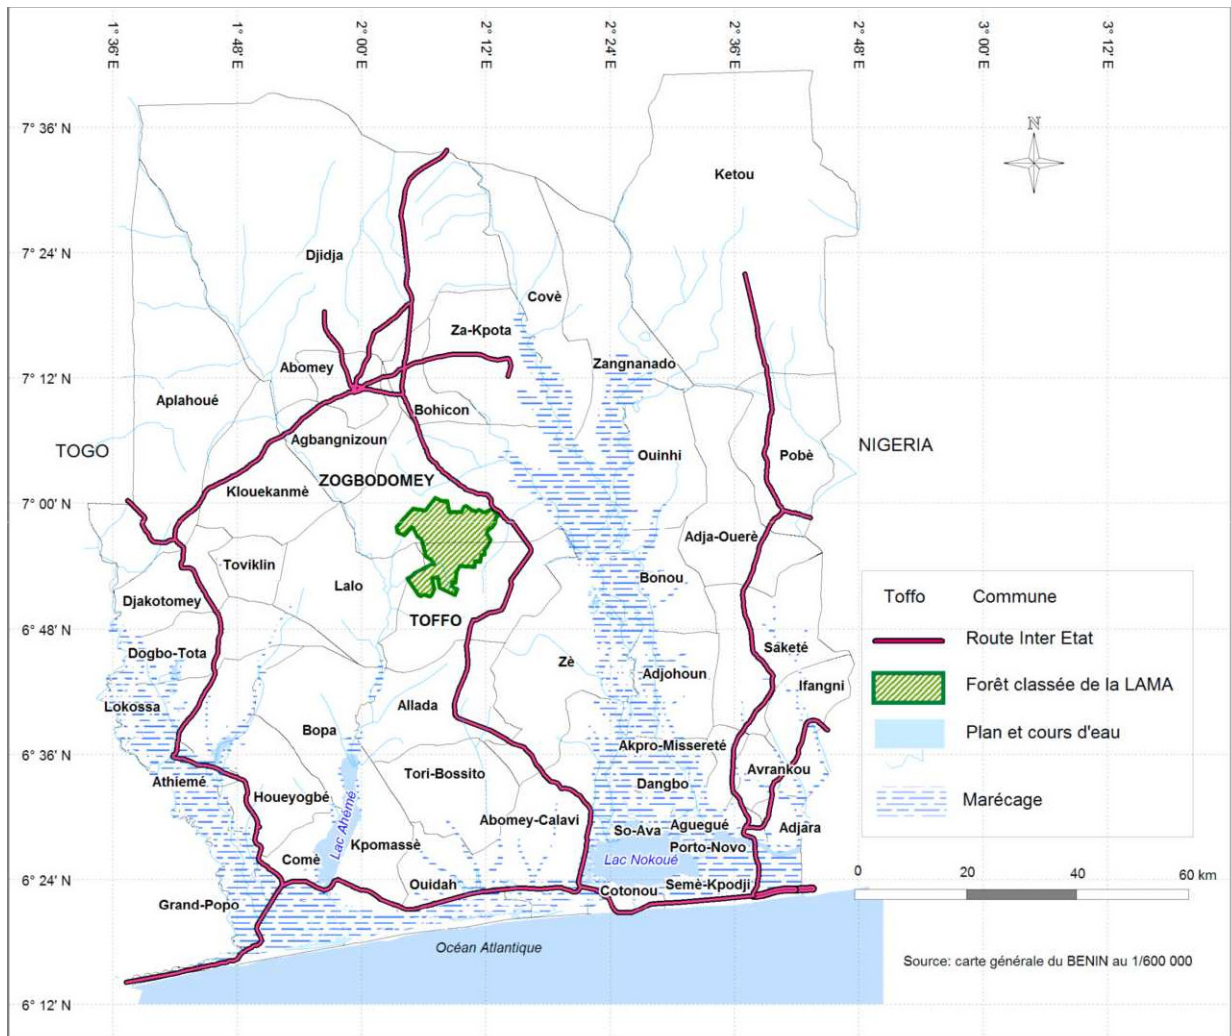 1° 36' E
1° 48' E
2° 00' E
2° 12' E
2° 24' E
2° 36' E
2° 48' E
3° 00' E
3° 12' E
7° 36' N
N
Ketou
7° 24' N
Djidja
Covè
Za-Kpota
Zangnanado
7° 12' N
Abomey
Aplahoué
Bohicon
TOGO
Agbangnizoun
Ouinhi
Pobè
NIGERIA
ZOGBODOMEY
Klouekanmè
7° 00' N
Adja-Ouerè
Toviklin
Lalo
Bonou
Djakotomey
TOFFO
6° 48' N
Dogbo-Tota
Zè
Adjohoun
Saketé
Ifangni
Lokossa
Allada
Bopa
Akpro-Missereté
6° 36' N
Athiemé
Tori-Bossito
Dangbo
Avrankou
Houeyogbé
Lac Ahémé
Abomey-Calavi
So-Ava
Aguegué
Adjara
Kpomassè
Porto-Novo
Comè
Lac Nokoué
6° 24' N
Ouidah
Cotonou
Semè-Kpodji
Grand-Popo
Océan Atlantique
6° 12' N
Toffo Commune
Route Inter Etat
Forêt classée de la LAMA
Plan et cours d'eau
Marécage
0 20 40 60 km
Source: carte générale du BENIN au 1/600 000